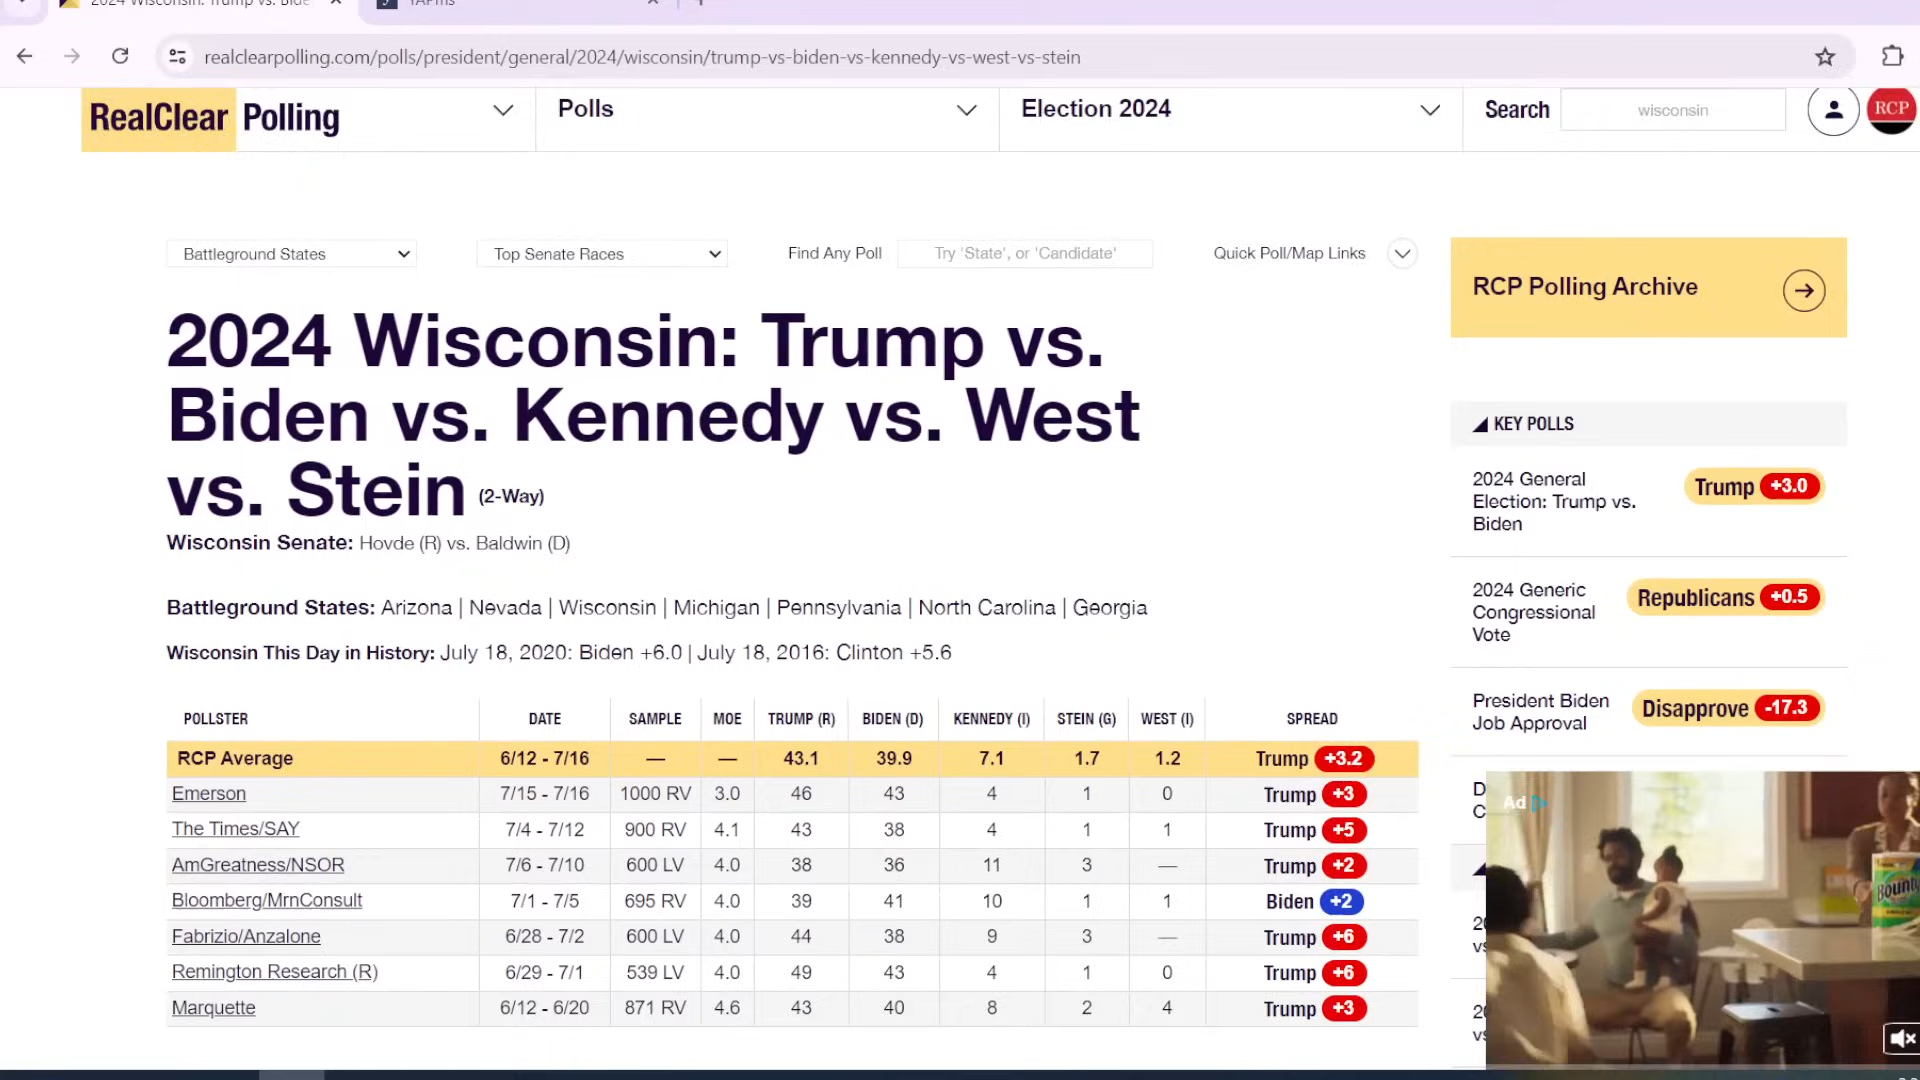 2024 Wisconsin: Trump vs. Bide
YAPms
realclearpolling.com/polls/president/general/2024/wisconsin/trump-vs-biden-vs-kennedy-vs-west-vs-stein
RealClear Polling
Polls
Election 2024
Search
wisconsin
RCP
Battleground States
Top Senate Races
Find Any Poll
Try 'State', or 'Candidate'
Quick Poll/Map Links
RCP Polling Archive
2024 Wisconsin: Trump vs.
Biden vs. Kennedy vs. West
vs. Stein (2-Way)
Wisconsin Senate: Hovde (R) vs. Baldwin (D)
Battleground States: Arizona | Nevada | Wisconsin | Michigan | Pennsylvania | North Carolina | Georgia
Wisconsin This Day in History: July 18, 2020: Biden +6.0 | July 18, 2016: Clinton +5.6
POLLSTER DATE SAMPLE MOE TRUMP (R) BIDEN (D) KENNEDY (I) STEIN (G) WEST (I) SPREAD
RCP Average 6/12 - 7/16 — — 43.1 39.9 7.1 1.7 1.2 Trump +3.2
Emerson 7/15 - 7/16 1000 RV 3.0 46 43 4 1 0 Trump +3
The Times/SAY 7/4 - 7/12 900 RV 4.1 43 38 4 1 1 Trump +5
AmGreatness/NSOR 7/6 - 7/10 600 LV 4.0 38 36 11 3 — Trump +2
Bloomberg/MrnConsult 7/1 - 7/5 695 RV 4.0 39 41 10 1 1 Biden +2
Fabrizio/Anzalone 6/28 - 7/2 600 LV 4.0 44 38 9 3 — Trump +6
Remington Research (R) 6/29 - 7/1 539 LV 4.0 49 43 4 1 0 Trump +6
Marquette 6/12 - 6/20 871 RV 4.6 43 40 8 2 4 Trump +3
KEY POLLS
2024 General
Election: Trump vs.
Biden
Trump +3.0
2024 Generic
Congressional
Vote
Republicans +0.5
President Biden
Job Approval
Disapprove -17.3
D
C
Ad
Bounty